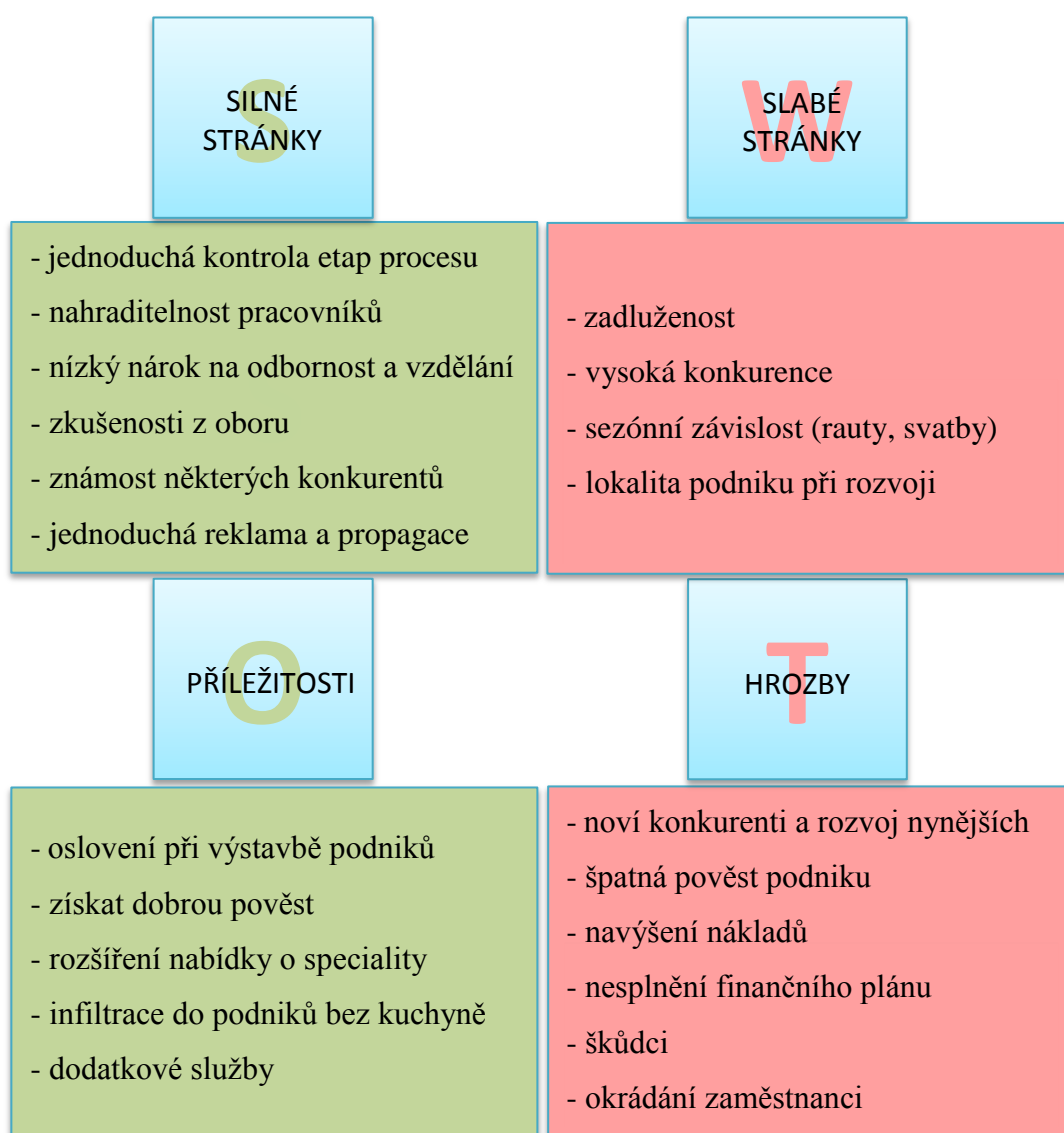 S
SILNÉ
STRÁNKY
- jednoduchá kontrola etap procesu
- nahraditelnost pracovníků
- nízký nárok na odbornost a vzdělání
- zkušenosti z oboru
- známost některých konkurentů
- jednoduchá reklama a propagace
W
SLABÉ
STRÁNKY
- zadluženost
- vysoká konkurence
- sezónní závislost (rauty, svatby)
- lokalita podniku při rozvoji
O
PŘÍLEŽITOSTI
- oslovení při výstavbě podniků
- získat dobrou pověst
- rozšíření nabídky o speciality
- infiltrace do podniků bez kuchyně
- dodatkové služby
T
HROZBY
- noví konkurenti a rozvoj nynějších
- špatná pověst podniku
- navýšení nákladů
- nesplnění finančního plánu
- škůdci
- okrádání zaměstnanci